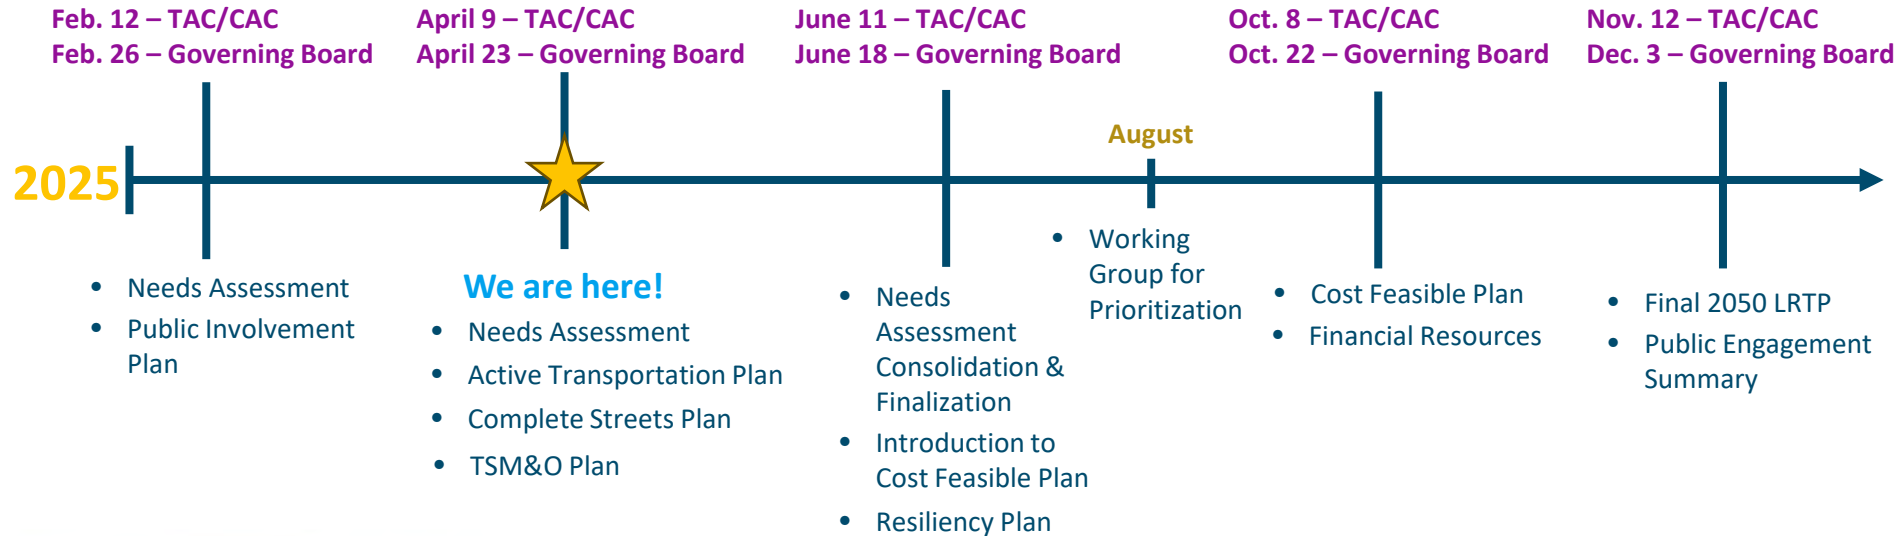 Feb. 12 – TAC/CAC
Feb. 26 – Governing Board
April 9 – TAC/CAC
April 23 – Governing Board
June 11 – TAC/CAC
June 18 – Governing Board
Oct. 8 – TAC/CAC
Oct. 22 – Governing Board
Nov. 12 – TAC/CAC
Dec. 3 – Governing Board
August
2025
• Needs Assessment
• Public Involvement
Plan
We are here!
• Needs Assessment
• Active Transportation Plan
• Complete Streets Plan
• TSM&O Plan
• Needs
Assessment
Consolidation &
Finalization
• Introduction to
Cost Feasible Plan
• Resiliency Plan
• Working
Group for
Prioritization
• Cost Feasible Plan
• Financial Resources
• Final 2050 LRTP
• Public Engagement
Summary